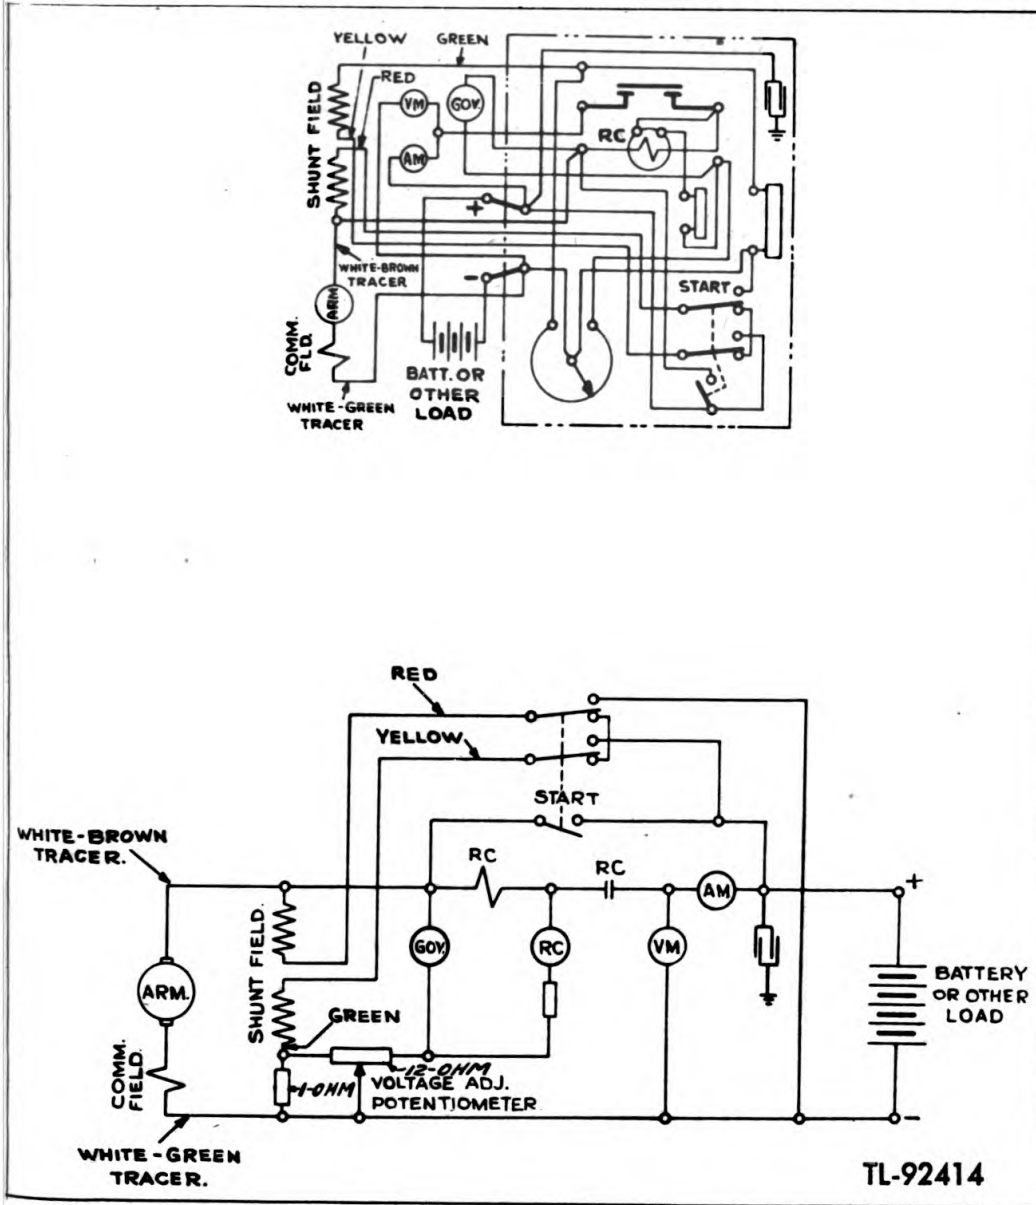 YELLOW
GREEN
RED
SHUNT FIELD
VM
GOV.
RC
AM
+
WHITE-BROWN
TRACER
-
START
ARM
COMM.
FLD.
BATT. OR
OTHER
LOAD
WHITE-GREEN
TRACER
RED
YELLOW
START
WHITE-BROWN
TRACER.
RC
RC
AM
+
SHUNT FIELD.
GOV.
RC
VM
ARM.
BATTERY
OR OTHER
LOAD
GREEN
12-OHM
COMM.
FIELD.
1-OHM
VOLTAGE ADJ.
POTENTIOMETER
-
WHITE-GREEN
TRACER.
TL-92414